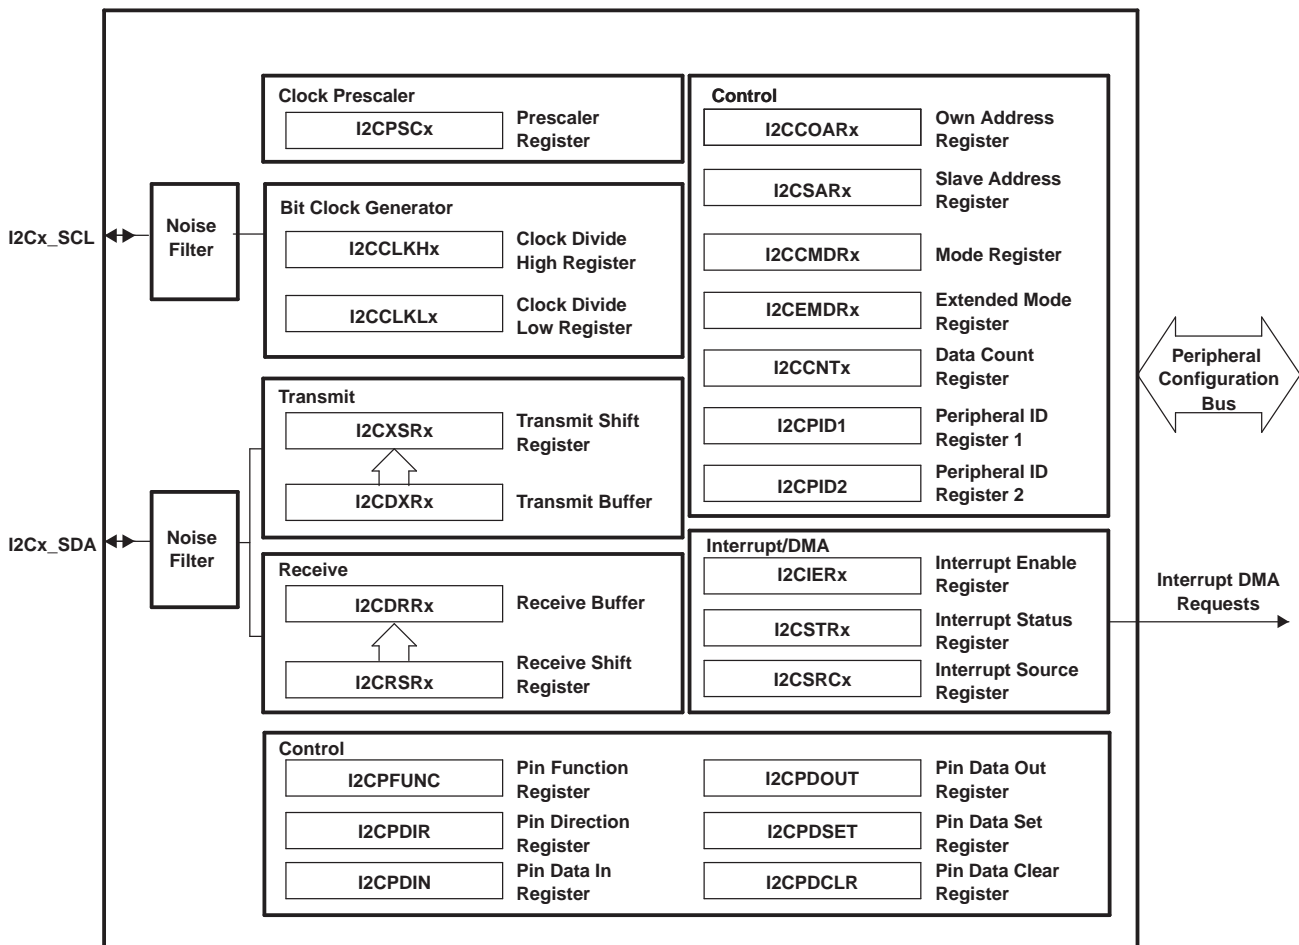 Clock Prescaler
I2CPSCx
Prescaler
Register
I2Cx_SCL
Noise
Filter
Bit Clock Generator
I2CCLKHx
Clock Divide
High Register
I2CCLKLx
Clock Divide
Low Register
Transmit
I2CXSRx
Transmit Shift
Register
I2CDXRx
Transmit Buffer
I2Cx_SDA
Noise
Filter
Receive
I2CDRRx
Receive Buffer
I2CRSRx
Receive Shift
Register
Control
I2CCOARx
Own Address
Register
I2CSARx
Slave Address
Register
I2CCMDRx
Mode Register
I2CEMDRx
Extended Mode
Register
I2CCNTx
Data Count
Register
I2CPID1
Peripheral ID
Register 1
I2CPID2
Peripheral ID
Register 2
Peripheral
Configuration
Bus
Interrupt/DMA
I2CIERx
Interrupt Enable
Register
I2CSTRx
Interrupt Status
Register
I2CSRCx
Interrupt Source
Register
Interrupt DMA
Requests
Control
I2CPFUNC
Pin Function
Register
I2CPDIR
Pin Direction
Register
I2CPDIN
Pin Data In
Register
I2CPDOUT
Pin Data Out
Register
I2CPDSET
Pin Data Set
Register
I2CPDCLR
Pin Data Clear
Register